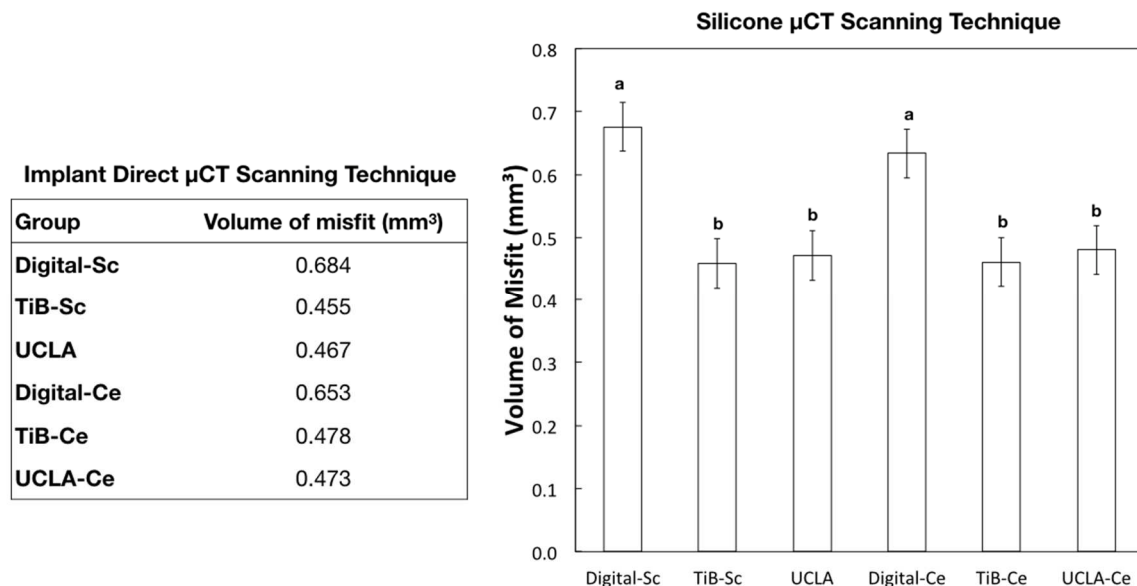 Implant Direct µCT Scanning Technique
Group Volume of misfit (mm³)
Digital-Sc 0.684
TiB-Sc 0.455
UCLA 0.467
Digital-Ce 0.653
TiB-Ce 0.478
UCLA-Ce 0.473
Silicone µCT Scanning Technique
Volume of Misfit (mm³)
0.8
0.7
0.6
0.5
0.4
0.3
0.2
0.1
0.0
a b b a b b
Digital-Sc TiB-Sc UCLA Digital-Ce TiB-Ce UCLA-Ce